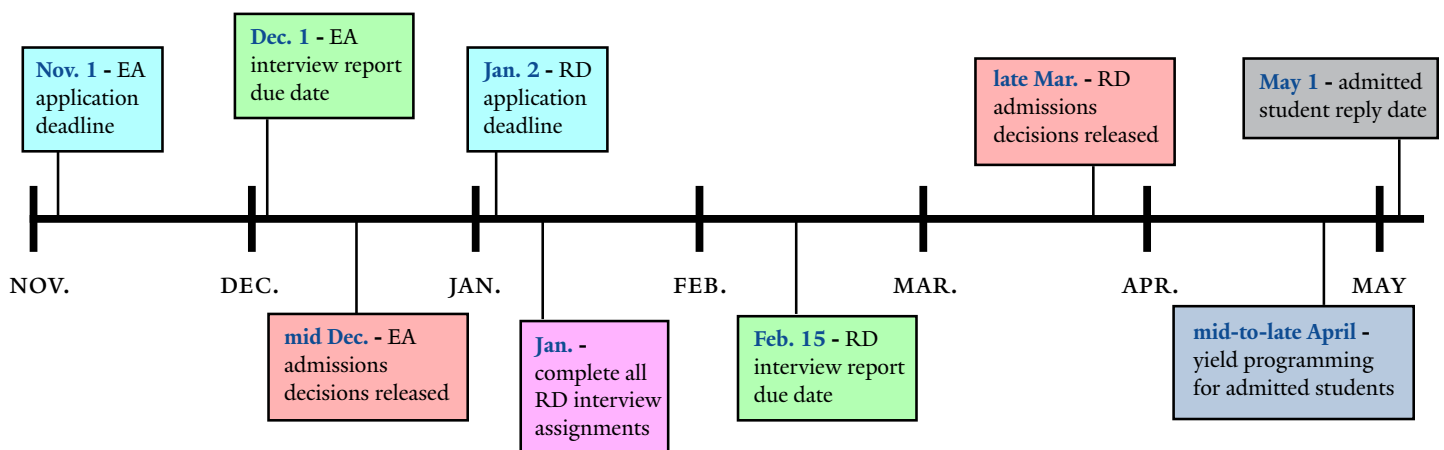 Nov. 1 - EA
application
deadline
Dec. 1 - EA
interview report
due date
Jan. 2 - RD
application
deadline
late Mar. - RD
admissions
decisions released
May 1 - admitted
student reply date
NOV.
DEC.
JAN.
FEB.
MAR.
APR.
MAY
mid Dec. - EA
admissions
decisions released
Jan. -
complete all
RD interview
assignments
Feb. 15 - RD
interview report
due date
mid-to-late April -
yield programming
for admitted students